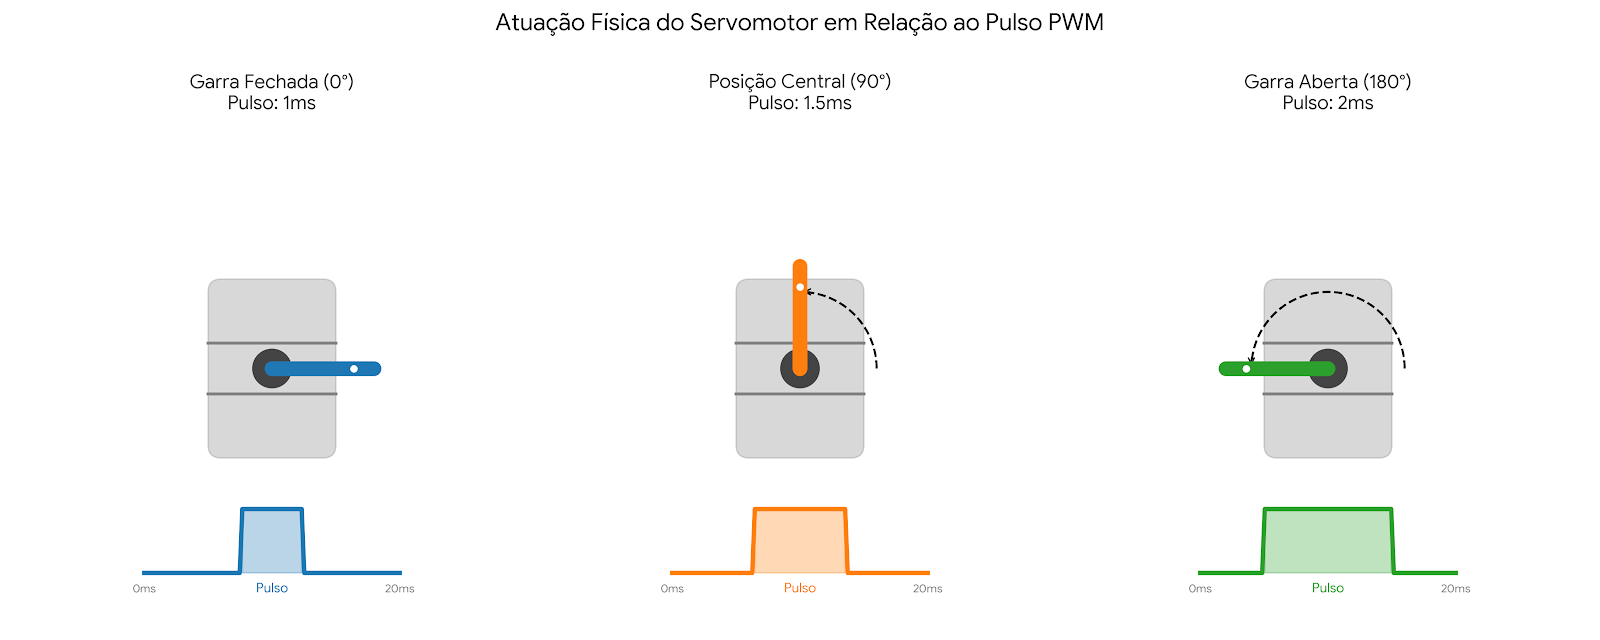 Atuação Física do Servomotor em Relação ao Pulso PWM
Garra Fechada (0°)
Pulso: 1ms
Posição Central (90°)
Pulso: 1.5ms
Garra Aberta (180°)
Pulso: 2ms
0ms
Pulso
20ms
0ms
Pulso
20ms
0ms
Pulso
20ms